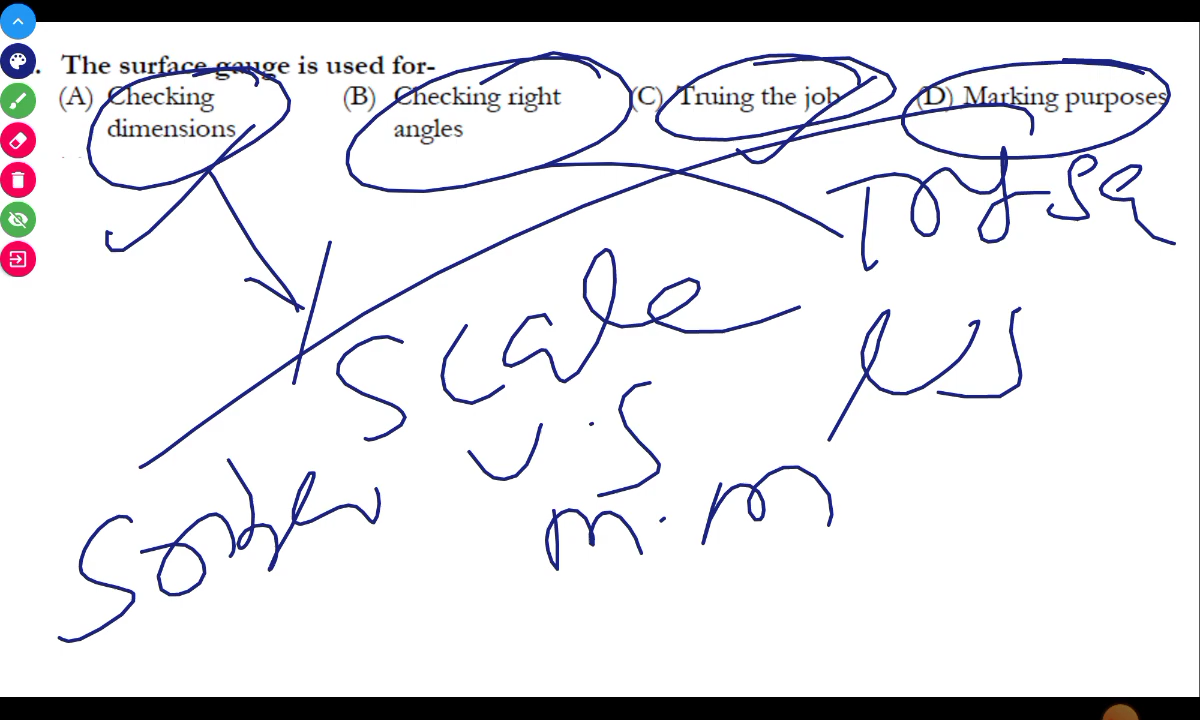 . The surface gauge is used for-
(A) Checking dimensions (B) Checking right angles (C) Truing the job (D) Marking purposes
Try sq
Scale
V.S
m.m